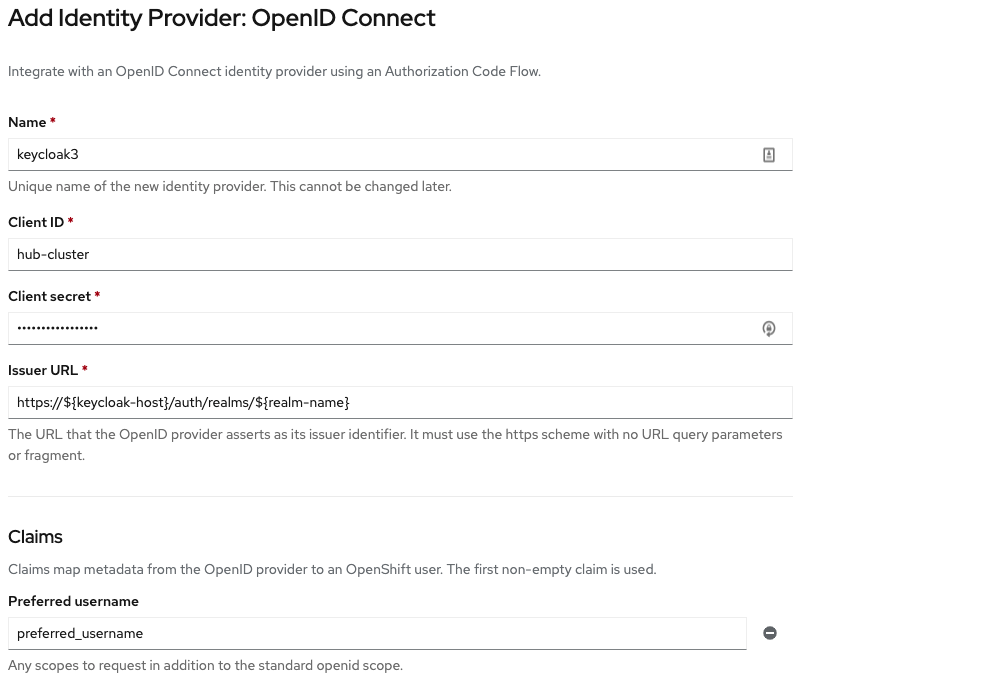 Add Identity Provider: OpenID Connect
Integrate with an OpenID Connect identity provider using an Authorization Code Flow.
Name *
keycloak3
Unique name of the new identity provider. This cannot be changed later.
Client ID *
hub-cluster
Client secret *
•••••••••••••••••
Issuer URL *
https://${keycloak-host}/auth/realms/${realm-name}
The URL that the OpenID provider asserts as its issuer identifier. It must use the https scheme with no URL query parameters
or fragment.
Claims
Claims map metadata from the OpenID provider to an OpenShift user. The first non-empty claim is used.
Preferred username
preferred_username
Any scopes to request in addition to the standard openid scope.